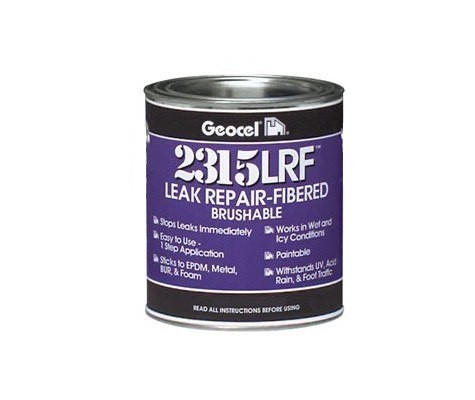 Geocel
2315LRF™
LEAK REPAIR-FIBERED
BRUSHABLE
Stops Leaks Immediately
Easy to Use -
1 Step Application
Sticks to EPDM, Metal,
BUR, & Foam
Works in Wet and
Icy Conditions
Paintable
Withstands UV, Acid
Rain, & Foot Traffic
READ ALL INSTRUCTIONS BEFORE USING